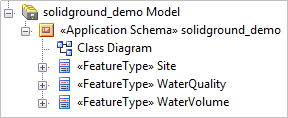 solidground_demo Model
«Application Schema» solidground_demo
Class Diagram
«FeatureType» Site
«FeatureType» WaterQuality
«FeatureType» WaterVolume